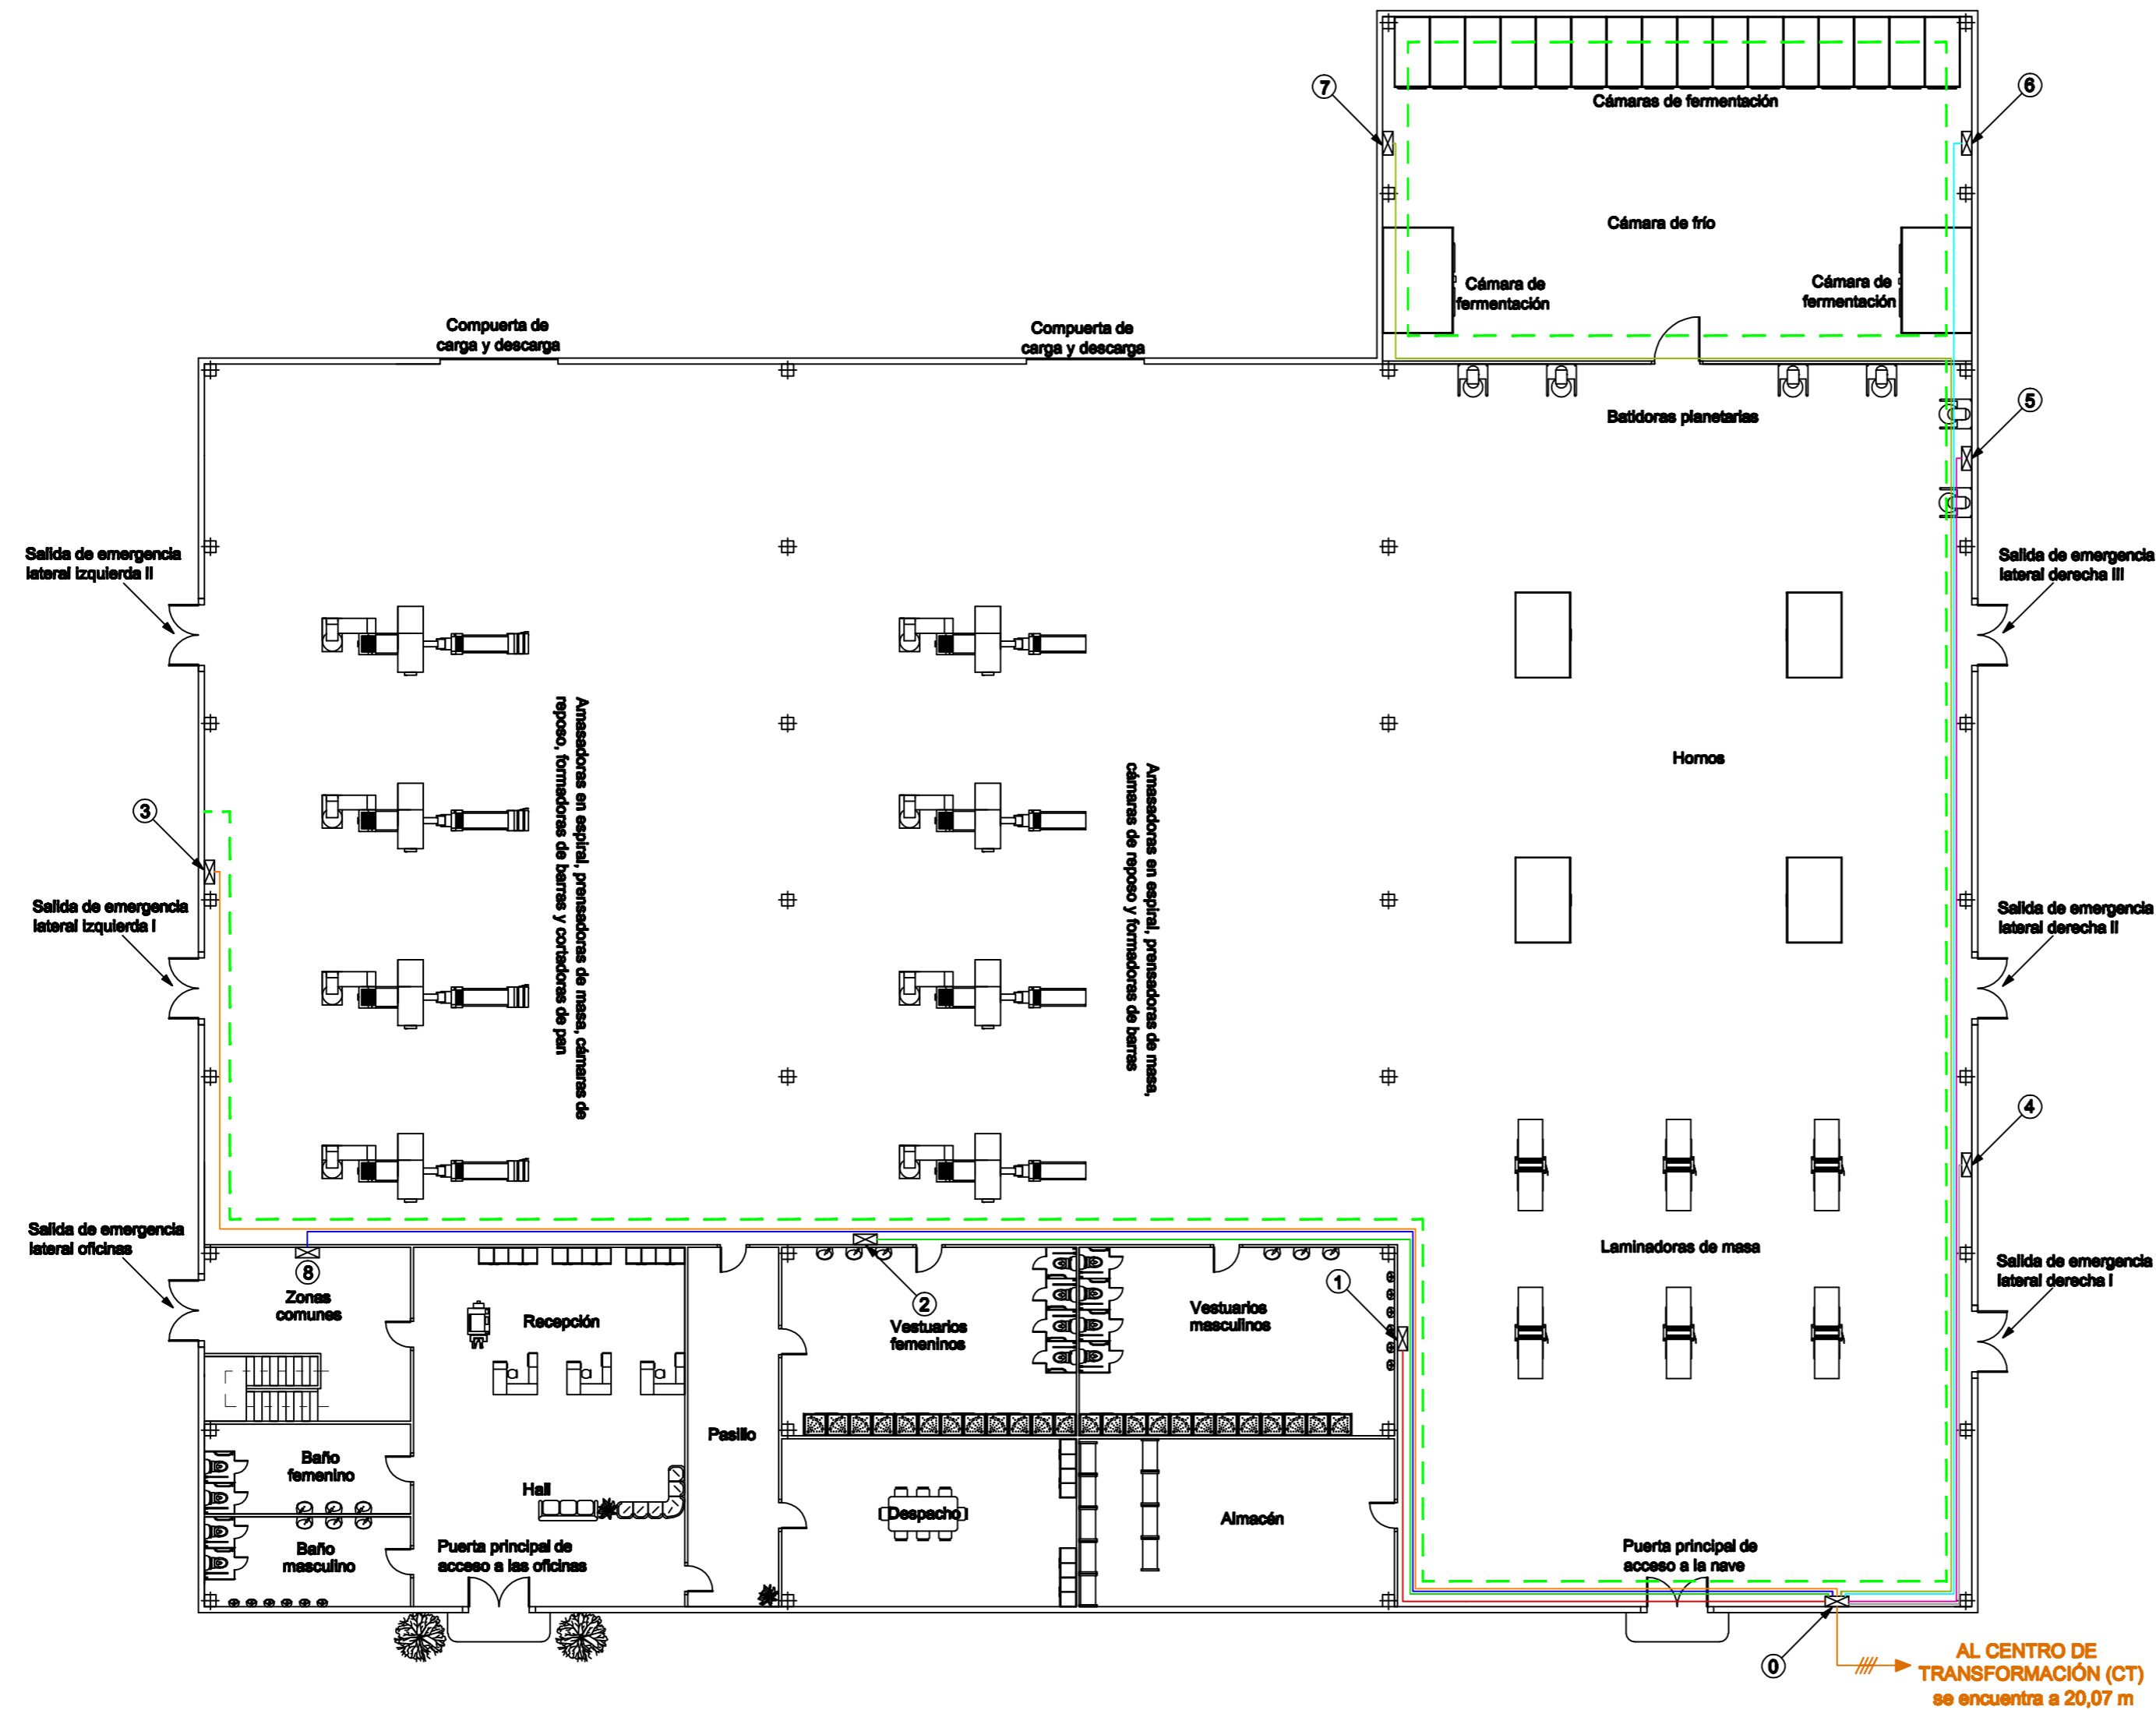 7
6
Cámaras de fermentación
Cámara de frío
Cámara de
fermentación
Cámara de
fermentación
Compuerta de
carga y descarga
Compuerta de
carga y descarga
Batidoras planetarias
5
Salida de emergencia
lateral izquierda II
Salida de emergencia
lateral derecha III
Amasadoras en espiral, prensadoras de masa, cámaras de
reposo, formadoras de barras y cortadoras de pan
Amasadoras en espiral, prensadoras de masa,
cámaras de reposo y formadoras de barras
Hornos
3
Salida de emergencia
lateral izquierda I
Salida de emergencia
lateral derecha II
4
Salida de emergencia
lateral oficinas
Laminadoras de masa
Salida de emergencia
lateral derecha I
8
Zonas
comunes
Recepción
2
Vestuarios
femeninos
1
Vestuarios
masculinos
Pasillo
Baño
femenino
Hall
Despacho
Almacén
Baño
masculino
Puerta principal de
acceso a las oficinas
Puerta principal de
acceso a la nave
0
AL CENTRO DE
TRANSFORMACIÓN (CT)
se encuentra a 20,07 m